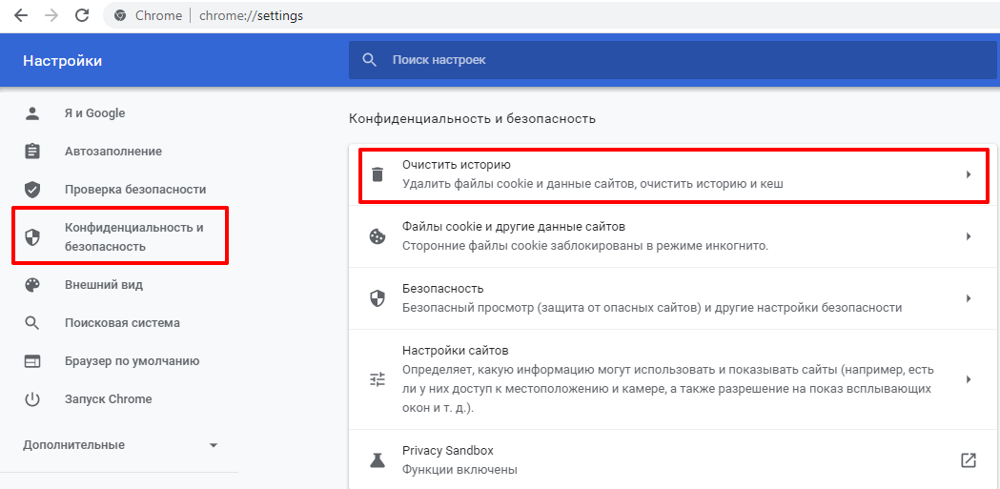 Chrome | chrome://settings
Настройки
Поиск настроек
Я и Google
Автозаполнение
Проверка безопасности
Конфиденциальность и
безопасность
Внешний вид
Поисковая система
Браузер по умолчанию
Запуск Chrome
Дополнительные
Конфиденциальность и безопасность
Очистить историю
Удалить файлы cookie и данные сайтов, очистить историю и кеш
Файлы cookie и другие данные сайтов
Сторонние файлы cookie заблокированы в режиме инкогнито.
Безопасность
Безопасный просмотр (защита от опасных сайтов) и другие настройки безопасности
Настройки сайтов
Определяет, какую информацию могут использовать и показывать сайты (например, есть
ли у них доступ к местоположению и камере, а также разрешение на показ всплывающих
окон и т. д.).
Privacy Sandbox
Функции включены